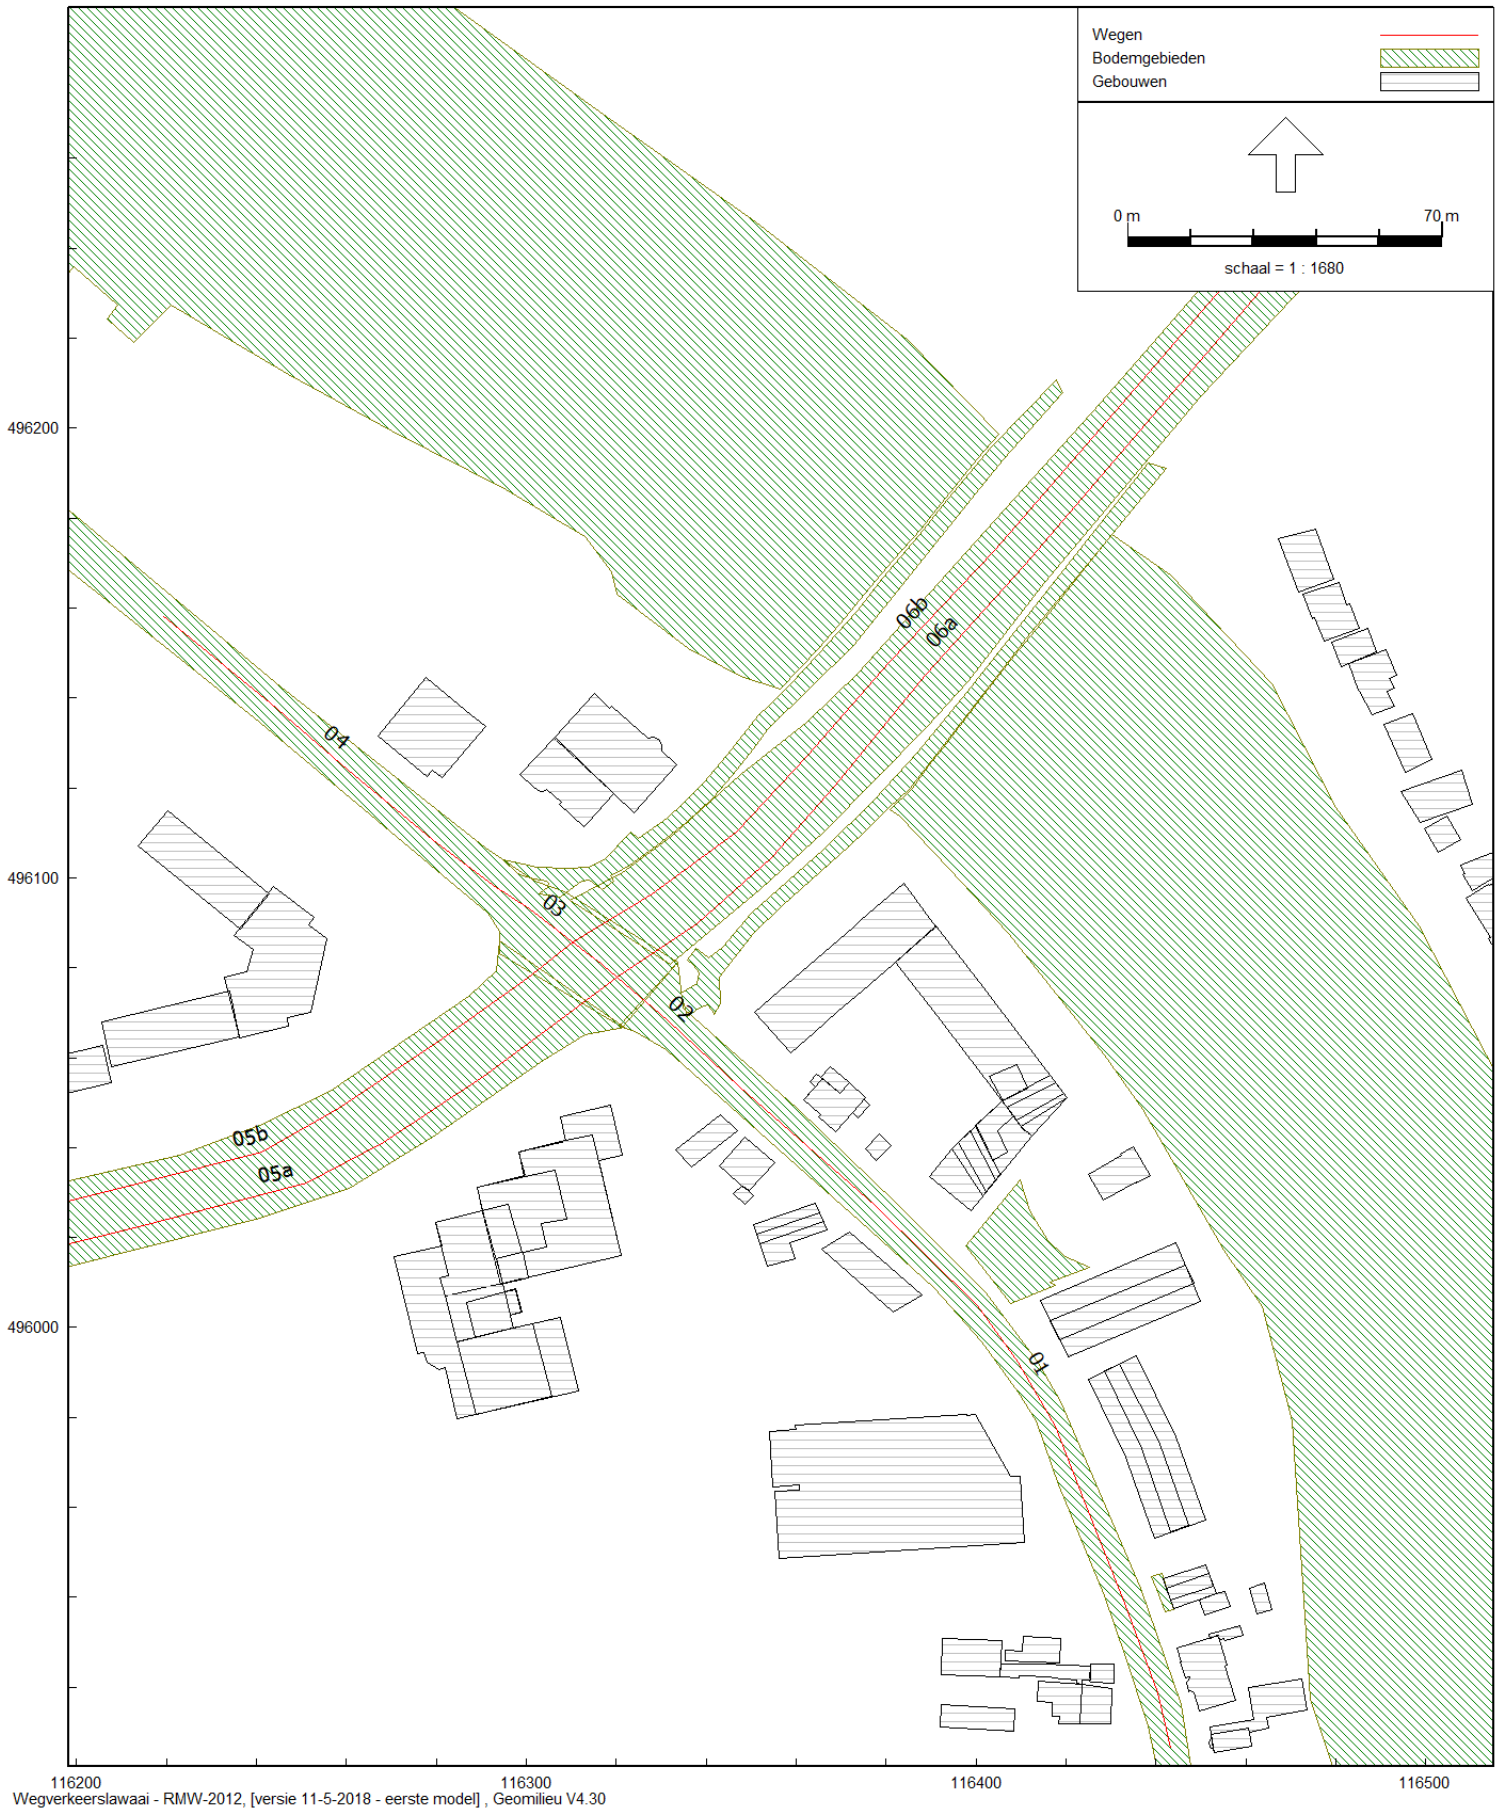 Wegen
Bodemgebieden
Gebouwen
0 m 70 m
schaal = 1 : 1680
496200
06b
06a
04
496100
03
02
05b
05a
496000
01
116200 116300 116400 116500
Wegverkeerslawaai - RMW-2012, [versie 11-5-2018 - eerste model] , Geomilieu V4.30